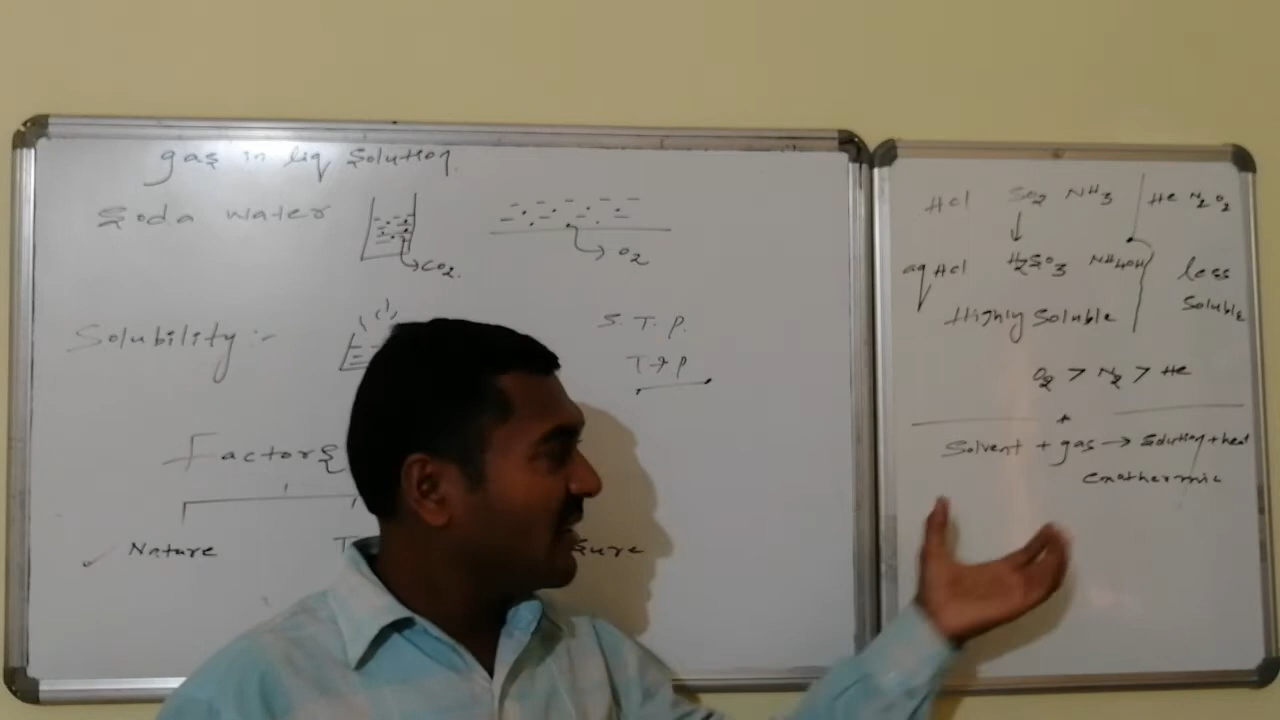 gas in liq solution.
Soda water
CO2.
O2
Solubility :-
S. T. P.
T → P
Factors
Nature T sure
HCl SO2 NH3 He N2 O2
↓
aq HCl H2SO3 NH4OH less
Highly Soluble Soluble
O2 > N2 > He
Solvent + gas → Solution + heat
Exothermic